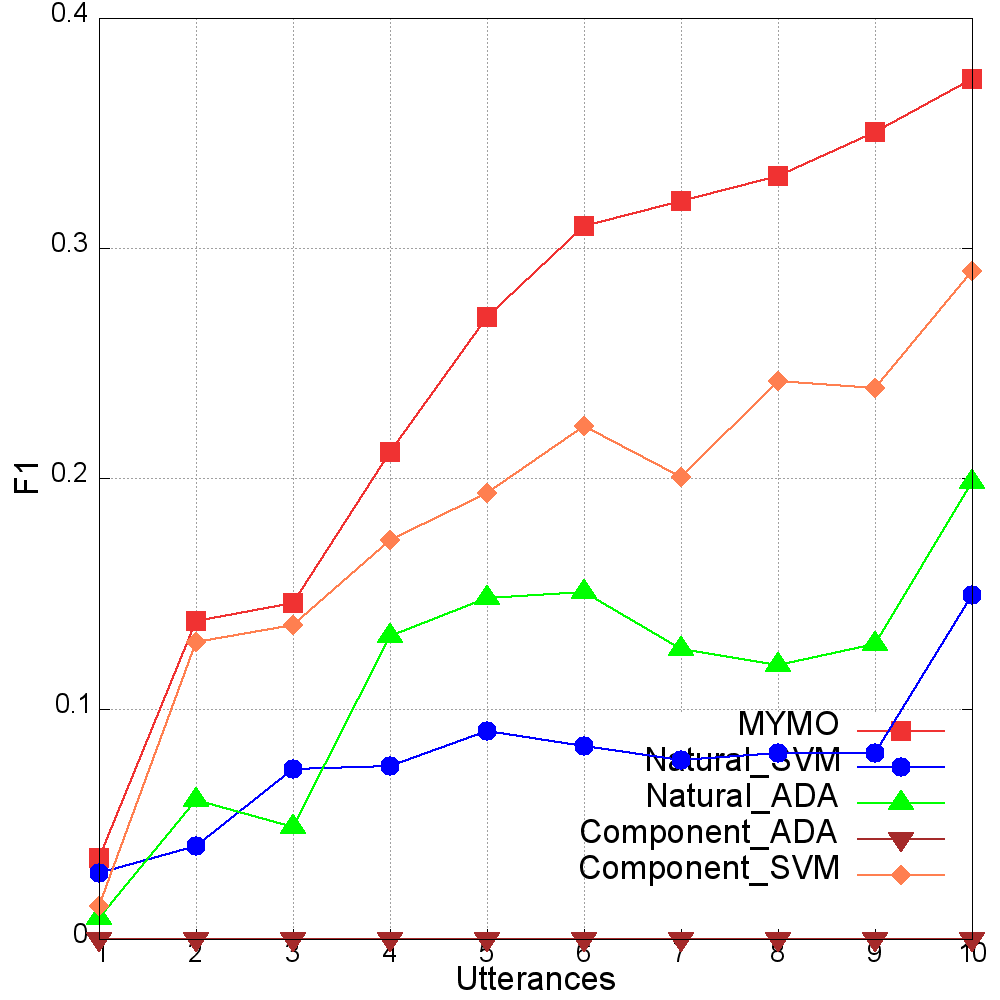 0.4
0.3
0.2
0.1
0
F1
MYMO
Natural_SVM
Natural_ADA
Component_ADA
Component_SVM
1 2 3 4 5 6 7 8 9 10
Utterances